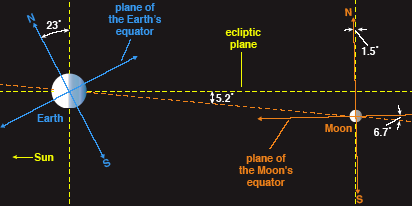 plane of
the Earth's
equator
N
23°
ecliptic
plane
N
1.5°
5.2°
Earth
Moon
6.7°
Sun
S
plane of
the Moon's
equator
S